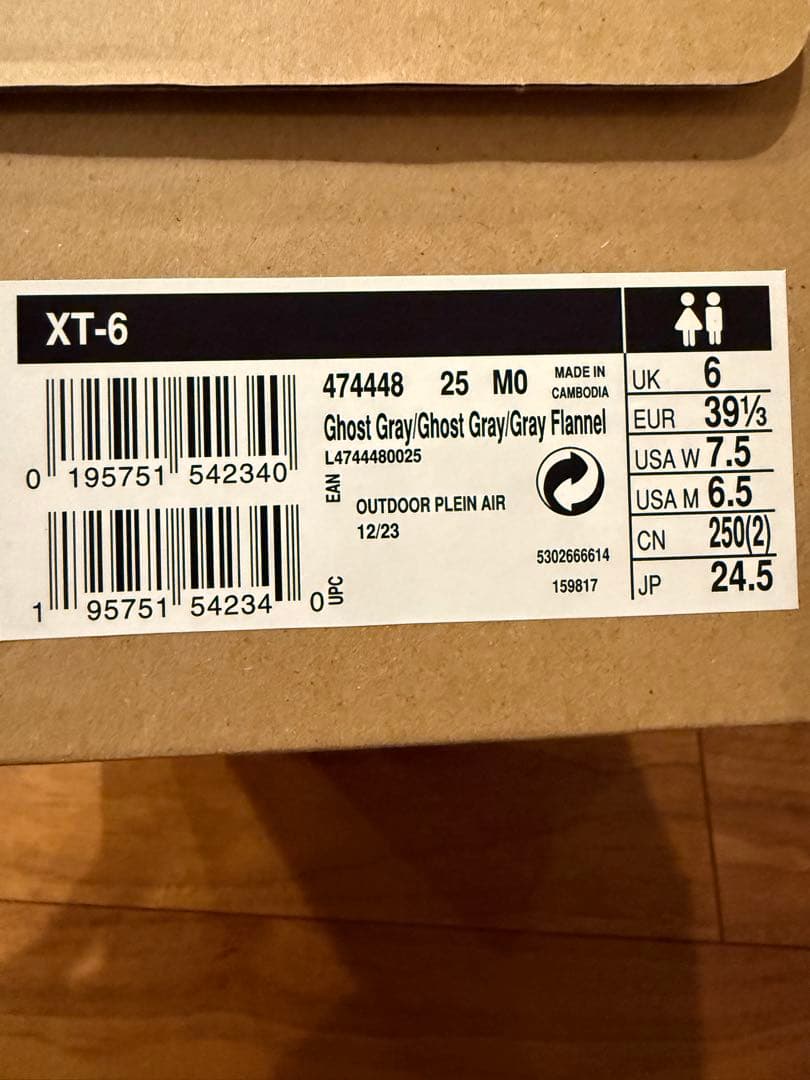 XT-6
0 195751 542340
EAN
1 95751 54234 0
UPC
474448 25 M0
MADE IN
CAMBODIA
Ghost Gray/Ghost Gray/Gray Flannel
L4744480025
OUTDOOR PLEIN AIR
12/23
5302666614
159817
UK 6
EUR 39⅓
USA W 7.5
USA M 6.5
CN 250(2)
JP 24.5